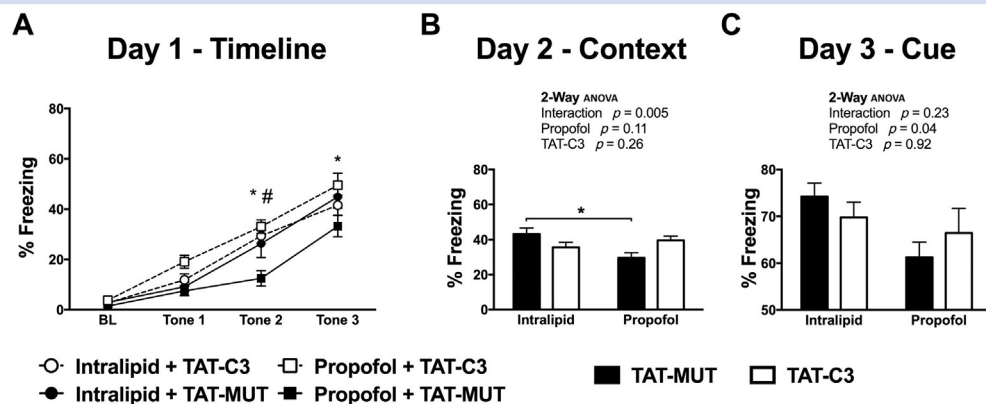 A
Day 1 - Timeline
% Freezing
80
60
40
20
0
* #
*
BL Tone 1 Tone 2 Tone 3
Intralipid + TAT-C3
Propofol + TAT-C3
Intralipid + TAT-MUT
Propofol + TAT-MUT
B
Day 2 - Context
2-Way ANOVA
Interaction p = 0.005
Propofol p = 0.11
TAT-C3 p = 0.26
% Freezing
80
60
40
20
0
*
Intralipid Propofol
C
Day 3 - Cue
2-Way ANOVA
Interaction p = 0.23
Propofol p = 0.04
TAT-C3 p = 0.92
% Freezing
80
70
60
50
Intralipid Propofol
TAT-MUT TAT-C3